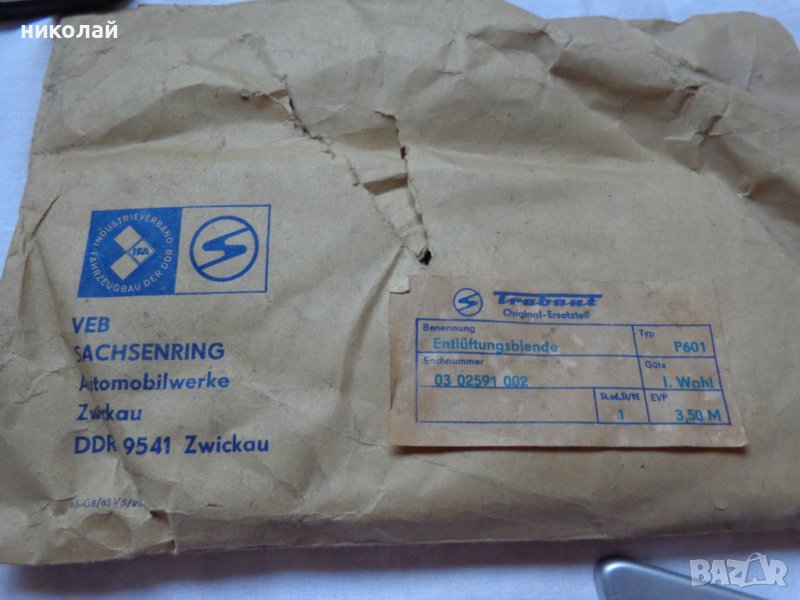 николай
INDUSTRIEVERBAND
FAHRZEUGBAU DER DDR
IFA
VEB
SACHSENRING
Automobilwerke
Zwickau
DDR 9541 Zwickau
Trabant
Original-Ersatzteil
Benennung
Entlüftungsblende
Typ
P601
Sachnummer
03 02591 002
Güte
I. Wahl
St.od.St/VE
1
EVP
3,50 M
BAZAR